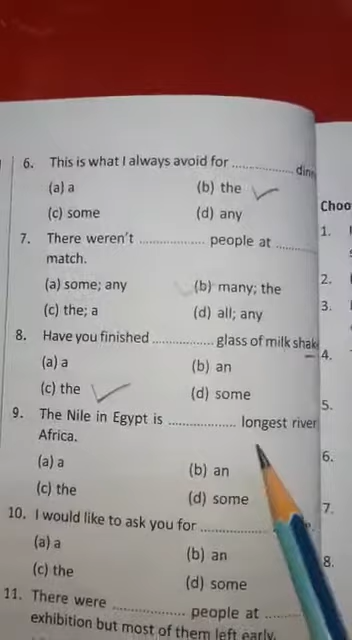 6. This is what I always avoid for ................
(a) a (b) the
(c) some (d) any
7. There weren't ................ people at ..........
match.
(a) some; any (b) many; the
(c) the; a (d) all; any
8. Have you finished ................ glass of milk
(a) a (b) an
(c) the (d) some
9. The Nile in Egypt is ................ longest river
Africa.
(a) a (b) an
(c) the (d) some
10. I would like to ask you for ................
(a) a (b) an
(c) the (d) some
11. There were ................ people at ..........
exhibition but most of them left early.
Choo
1.
2.
3.
4.
5.
6.
7.
8.